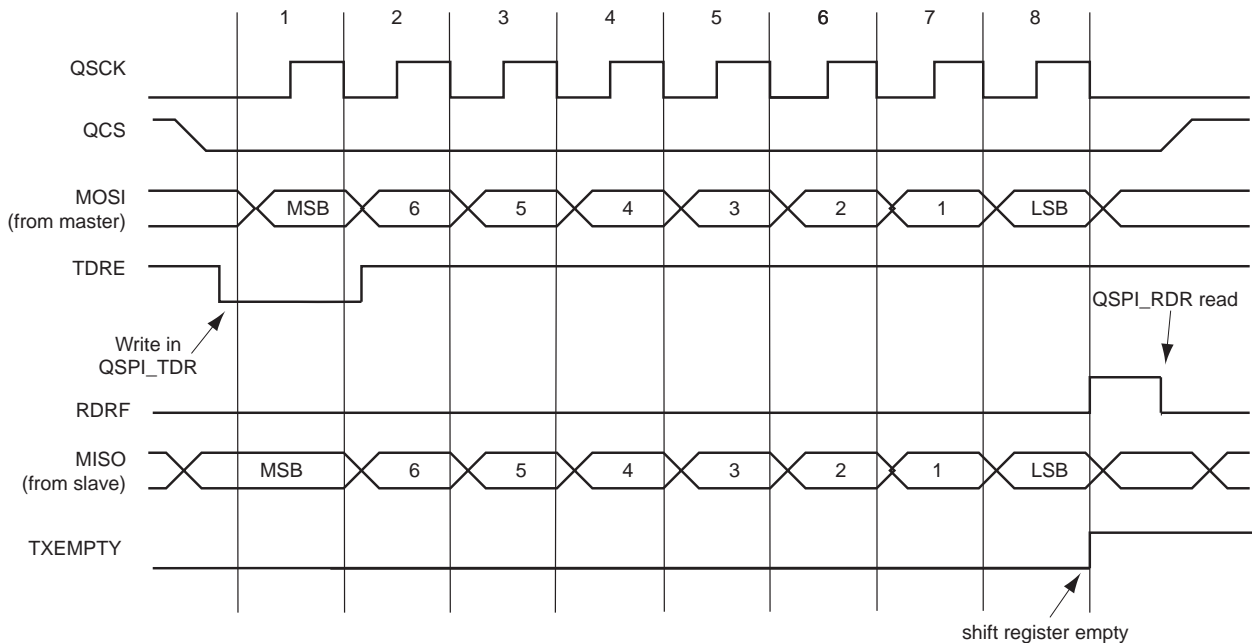 1 2 3 4 5 6 7 8
QSCK
QCS
MOSI
(from master)
MSB 6 5 4 3 2 1 LSB
TDRE
QSPI_RDR read
Write in
QSPI_TDR
RDRF
MISO
(from slave)
MSB 6 5 4 3 2 1 LSB
TXEMPTY
shift register empty